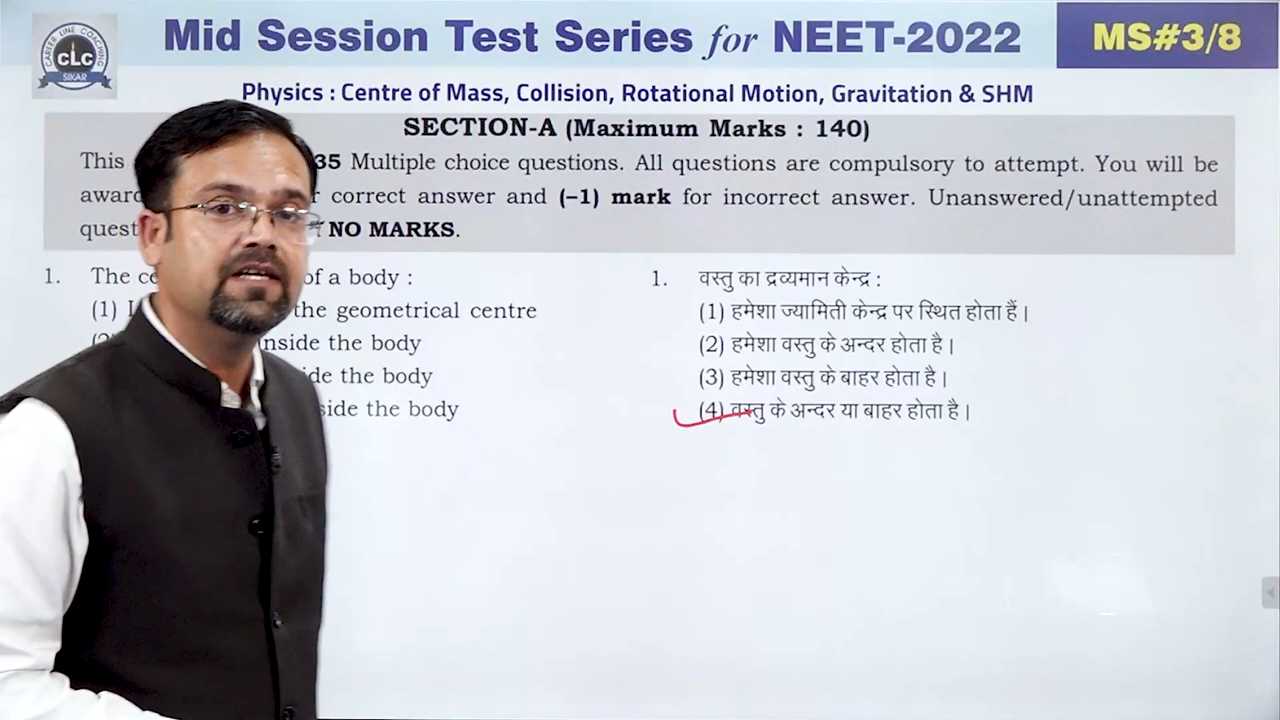 CAREER LINE COACHING
CLC
SIKAR
Mid Session Test Series for NEET-2022
MS#3/8
Physics : Centre of Mass, Collision, Rotational Motion, Gravitation & SHM
SECTION-A (Maximum Marks : 140)
This 35 Multiple choice questions. All questions are compulsory to attempt. You will be
correct answer and (–1) mark for incorrect answer. Unanswered/unattempted
NO MARKS.
1. The of a body :
(1) the geometrical centre
inside the body
the body
the body
1. वस्तु का द्रव्यमान केन्द्र :
(1) हमेशा ज्यामिती केन्द्र पर स्थित होता हैं।
(2) हमेशा वस्तु के अन्दर होता है।
(3) हमेशा वस्तु के बाहर होता है।
(4) वस्तु के अन्दर या बाहर होता है।